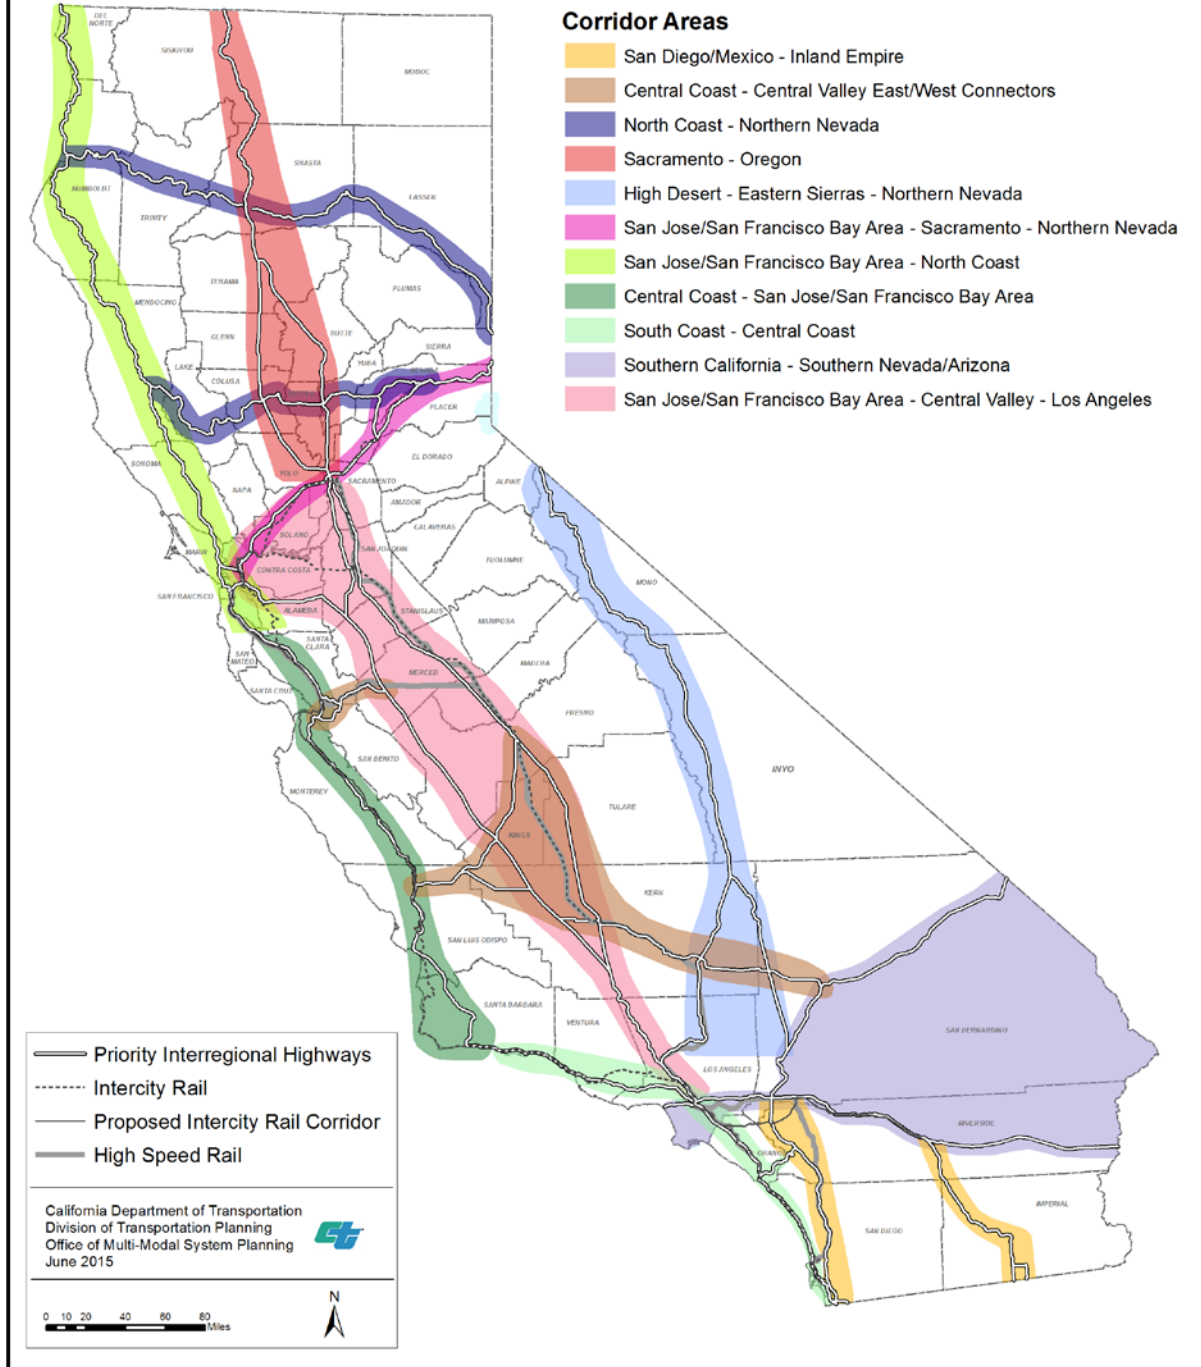 Corridor Areas
San Diego/Mexico - Inland Empire
Central Coast - Central Valley East/West Connectors
North Coast - Northern Nevada
Sacramento - Oregon
High Desert - Eastern Sierras - Northern Nevada
San Jose/San Francisco Bay Area - Sacramento - Northern Nevada
San Jose/San Francisco Bay Area - North Coast
Central Coast - San Jose/San Francisco Bay Area
South Coast - Central Coast
Southern California - Southern Nevada/Arizona
San Jose/San Francisco Bay Area - Central Valley - Los Angeles
DEL
NORTE
SISKIYOU
MODOC
SHASTA
LASSEN
HUMBOLDT
TRINITY
TEHAMA
PLUMAS
MENDOCINO
GLENN
BUTTE
SIERRA
YUBA
LAKE
COLUSA
NEVADA
PLACER
EL DORADO
SONOMA
NAPA
YOLO
SACRAMENTO
ALPINE
AMADOR
SOLANO
CALAVERAS
SAN JOAQUIN
MARIN
CONTRA COSTA
TUOLUMNE
MONO
SAN FRANCISCO
ALAMEDA
STANISLAUS
MARIPOSA
SAN
MATEO
SANTA
CLARA
MERCED
MADERA
SANTA CRUZ
FRESNO
SAN BENITO
INYO
MONTEREY
TULARE
KINGS
KERN
SAN LUIS OBISPO
SANTA BARBARA
VENTURA
SAN BERNARDINO
LOS ANGELES
RIVERSIDE
ORANGE
IMPERIAL
SAN DIEGO
Priority Interregional Highways
Intercity Rail
Proposed Intercity Rail Corridor
High Speed Rail
California Department of Transportation
Division of Transportation Planning
Office of Multi-Modal System Planning
June 2015
ct
N
0 10 20 40 60 80
Miles